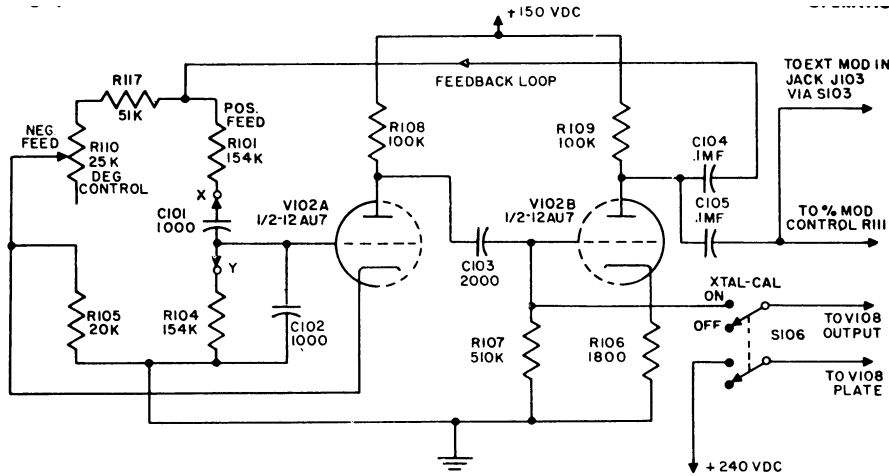 +150 VDC
TO EXT MOD IN
JACK J103
VIA S103
FEEDBACK LOOP
R117
51K
POS.
FEED
NEG
FEED
R110
25K
DEG
CONTROL
R101
154K
R108
100K
R109
100K
C104
.1MF
X
C101
1000
V102A
1/2-12AU7
V102B
1/2-12AU7
C105
.1MF
TO % MOD
CONTROL R111
Y
C103
2000
XTAL-CAL
ON
OFF
S106
TO V108
OUTPUT
R105
20K
R104
154K
C102
1000
R107
510K
R106
1800
TO V108
PLATE
+240 VDC